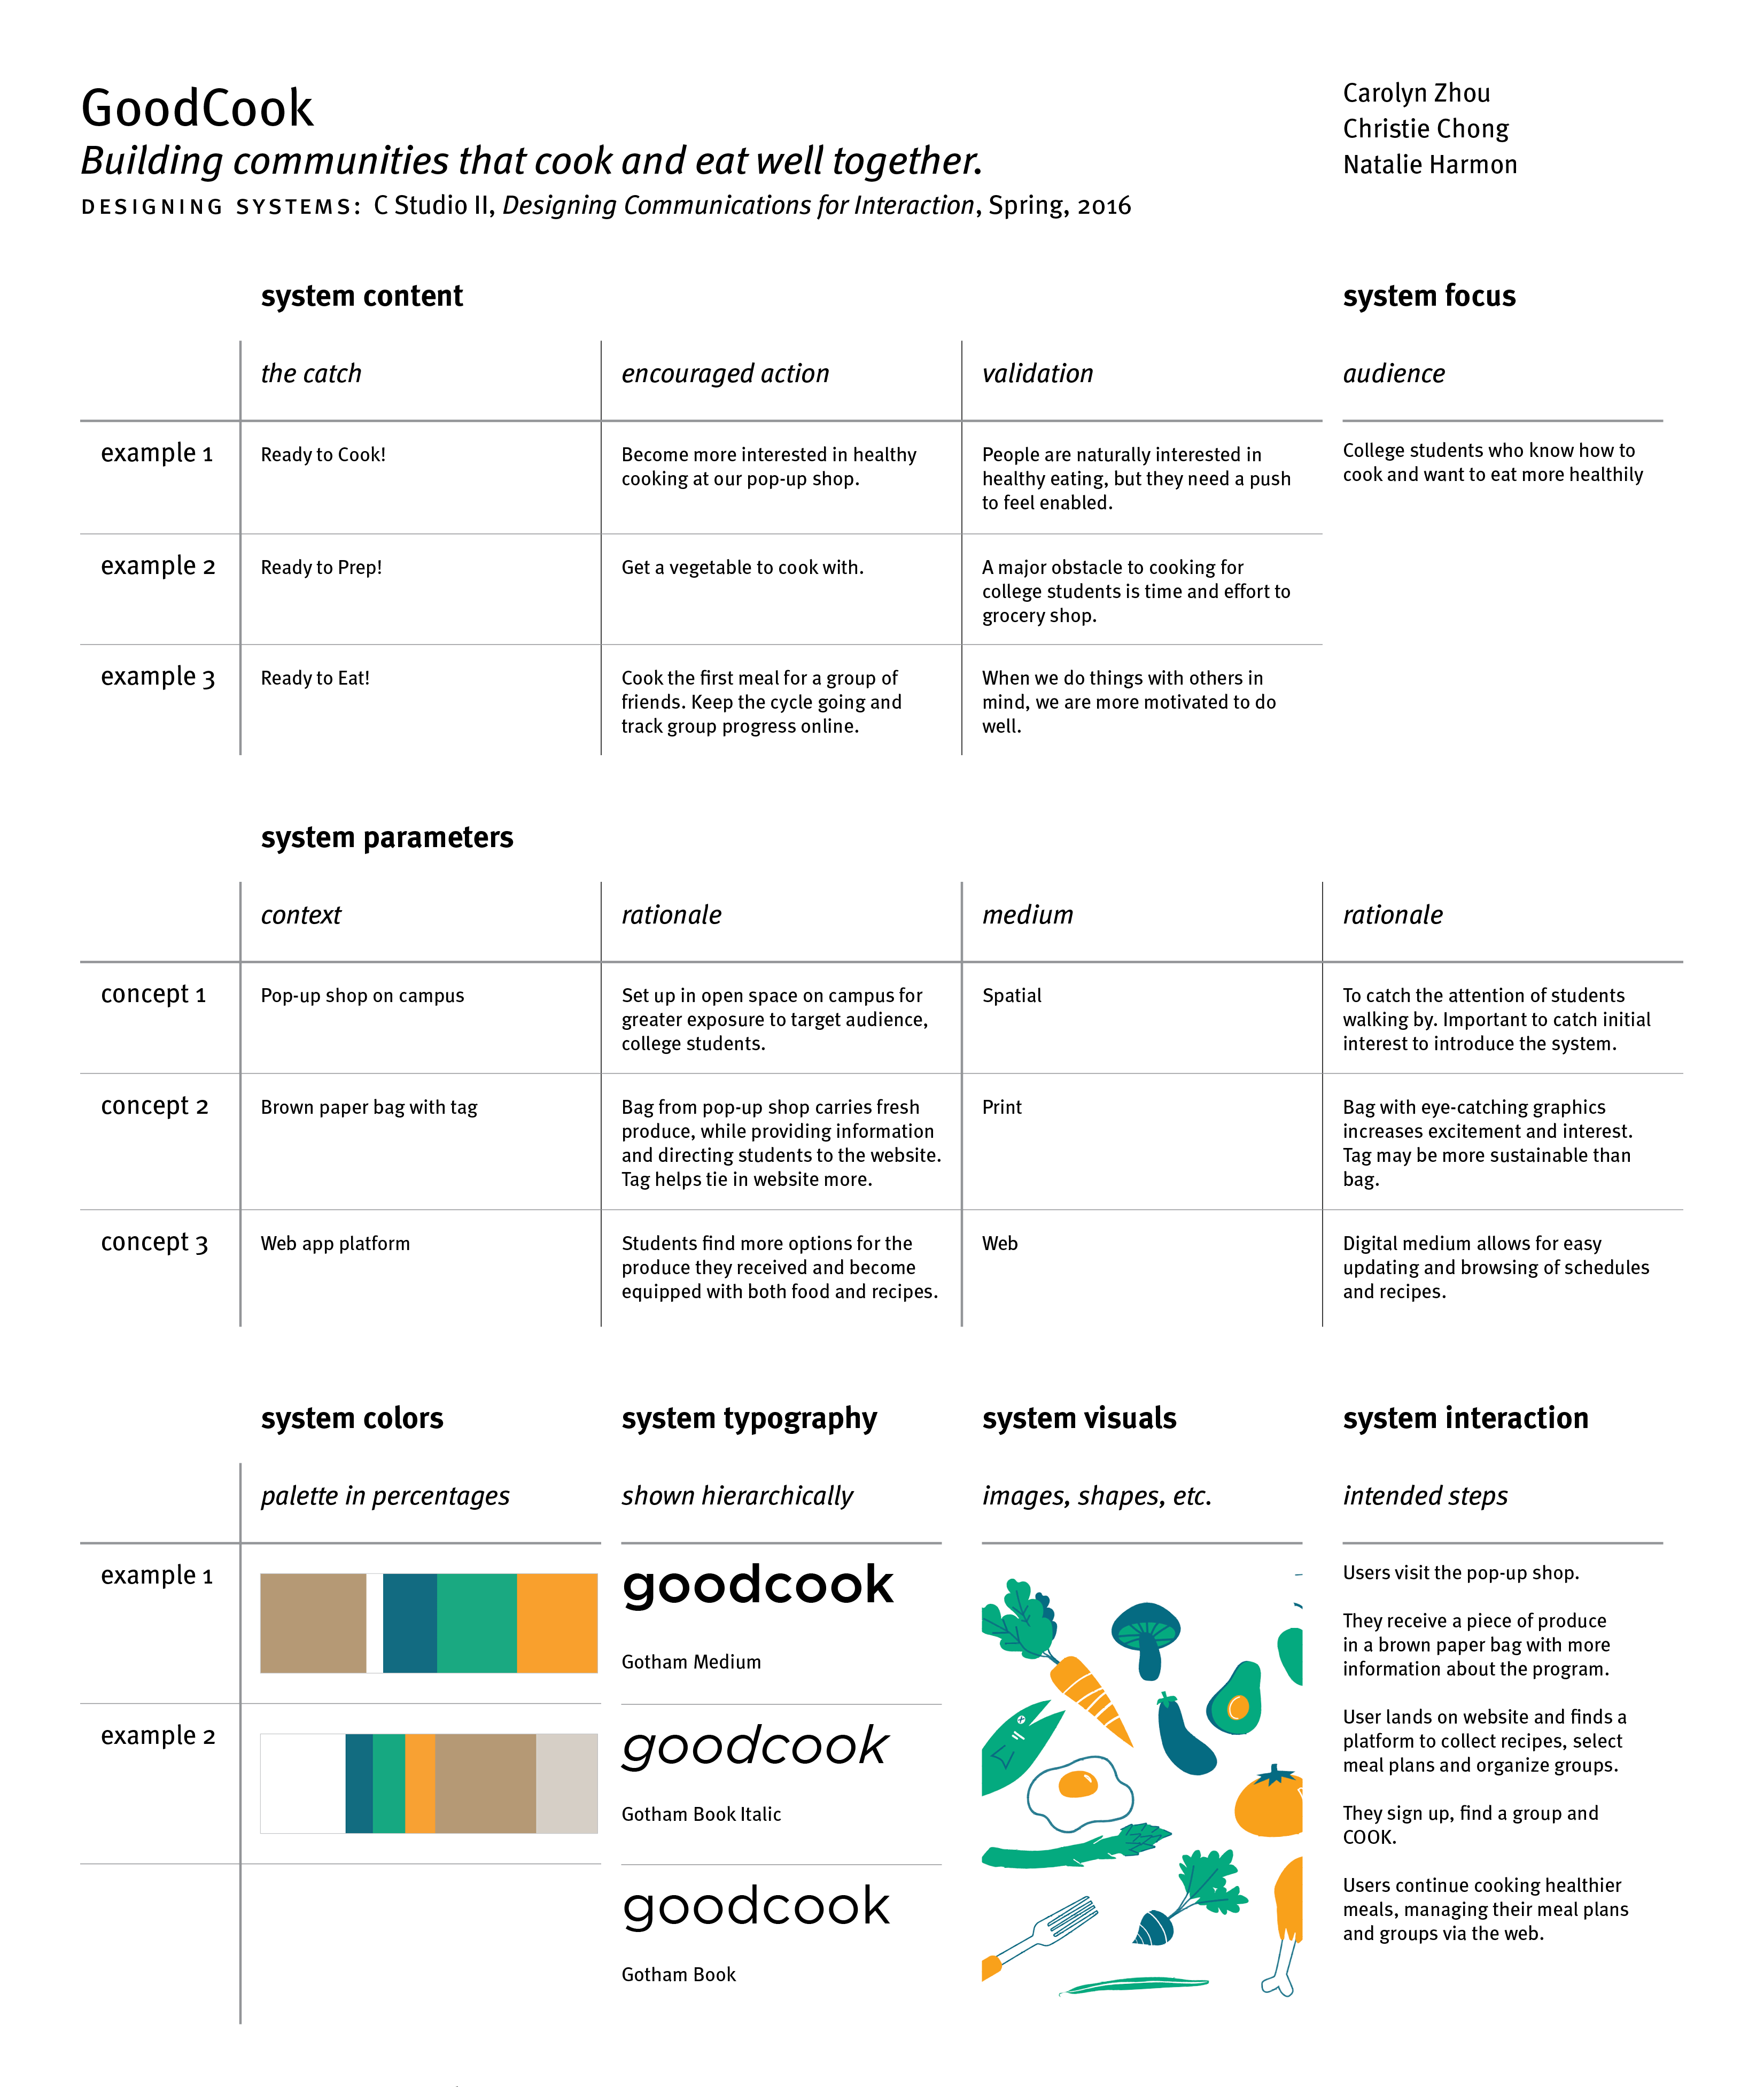 GoodCook
Building communities that cook and eat well together.
DESIGNING SYSTEMS: C Studio II, Designing Communications for Interaction, Spring, 2016
Carolyn Zhou
Christie Chong
Natalie Harmon
system content
system focus
the catch
encouraged action
validation
audience
example 1
Ready to Cook!
Become more interested in healthy
cooking at our pop-up shop.
People are naturally interested in
healthy eating, but they need a push
to feel enabled.
College students who know how to
cook and want to eat more healthily
example 2
Ready to Prep!
Get a vegetable to cook with.
A major obstacle to cooking for
college students is time and effort to
grocery shop.
example 3
Ready to Eat!
Cook the first meal for a group of
friends. Keep the cycle going and
track group progress online.
When we do things with others in
mind, we are more motivated to do
well.
system parameters
context
rationale
medium
rationale
concept 1
Pop-up shop on campus
Set up in open space on campus for
greater exposure to target audience,
college students.
Spatial
To catch the attention of students
walking by. Important to catch initial
interest to introduce the system.
concept 2
Brown paper bag with tag
Bag from pop-up shop carries fresh
produce, while providing information
and directing students to the website.
Tag helps tie in website more.
Print
Bag with eye-catching graphics
increases excitement and interest.
Tag may be more sustainable than
bag.
concept 3
Web app platform
Students find more options for the
produce they received and become
equipped with both food and recipes.
Web
Digital medium allows for easy
updating and browsing of schedules
and recipes.
system colors
system typography
system visuals
system interaction
palette in percentages
shown hierarchically
images, shapes, etc.
intended steps
example 1
example 2
goodcook
Gotham Medium
goodcook
Gotham Book Italic
goodcook
Gotham Book
Users visit the pop-up shop.
They receive a piece of produce
in a brown paper bag with more
information about the program.
User lands on website and finds a
platform to collect recipes, select
meal plans and organize groups.
They sign up, find a group and
COOK.
Users continue cooking healthier
meals, managing their meal plans
and groups via the web.